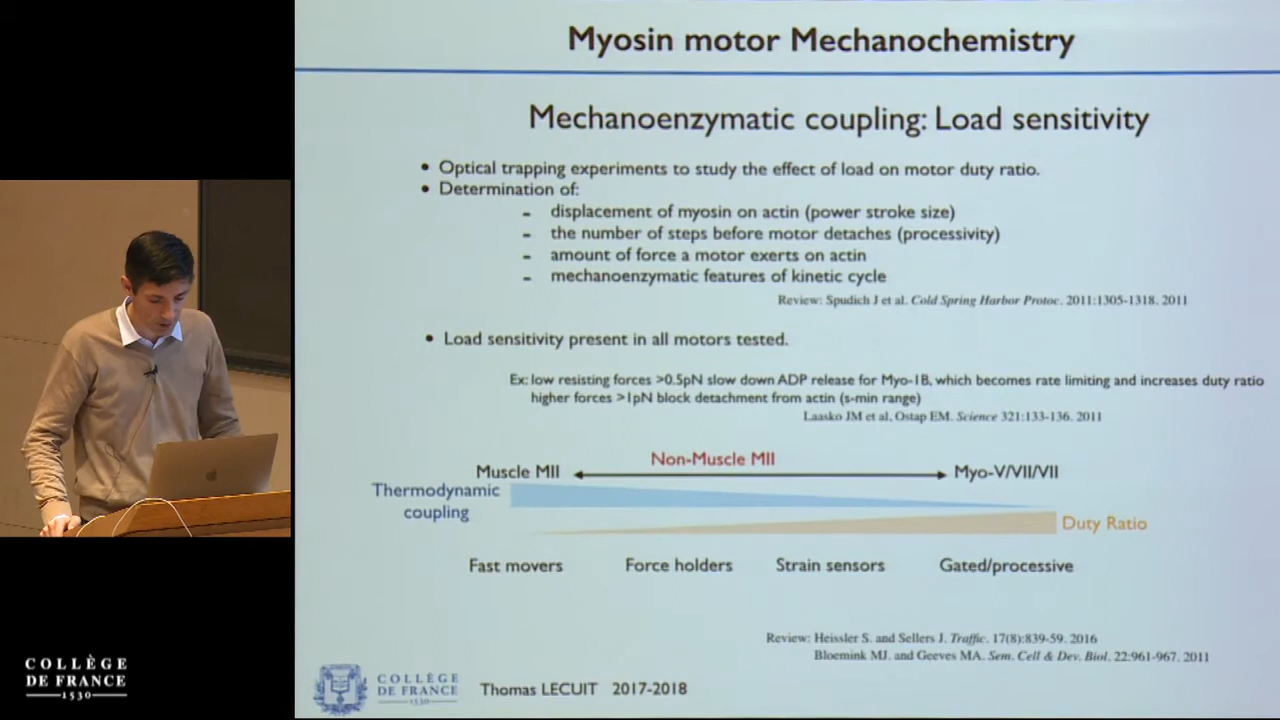 Myosin motor Mechanochemistry
Mechanoenzymatic coupling: Load sensitivity
• Optical trapping experiments to study the effect of load on motor duty ratio.
• Determination of:
- displacement of myosin on actin (power stroke size)
- the number of steps before motor detaches (processivity)
- amount of force a motor exerts on actin
- mechanoenzymatic features of kinetic cycle
Review: Spudich J et al. Cold Spring Harbor Protoc. 2011:1305-1318. 2011
• Load sensitivity present in all motors tested.
Ex: low resisting forces >0.5pN slow down ADP release for Myo-1B, which becomes rate limiting and increases duty ratio
higher forces >1pN block detachment from actin (s-min range)
Laasko JM et al, Ostap EM. Science 321:133-136. 2011
Non-Muscle MII
Muscle MII
Myo-V/VII/VII
Thermodynamic
coupling
Duty Ratio
Fast movers
Force holders
Strain sensors
Gated/processive
Review: Heissler S. and Sellers J. Traffic. 17(8):839-59. 2016
Bloemink MJ. and Geeves MA. Sem. Cell & Dev. Biol. 22:961-967. 2011
COLLÈGE
DE FRANCE
1530
COLLÈGE
DE FRANCE
1530
Thomas LECUIT 2017-2018